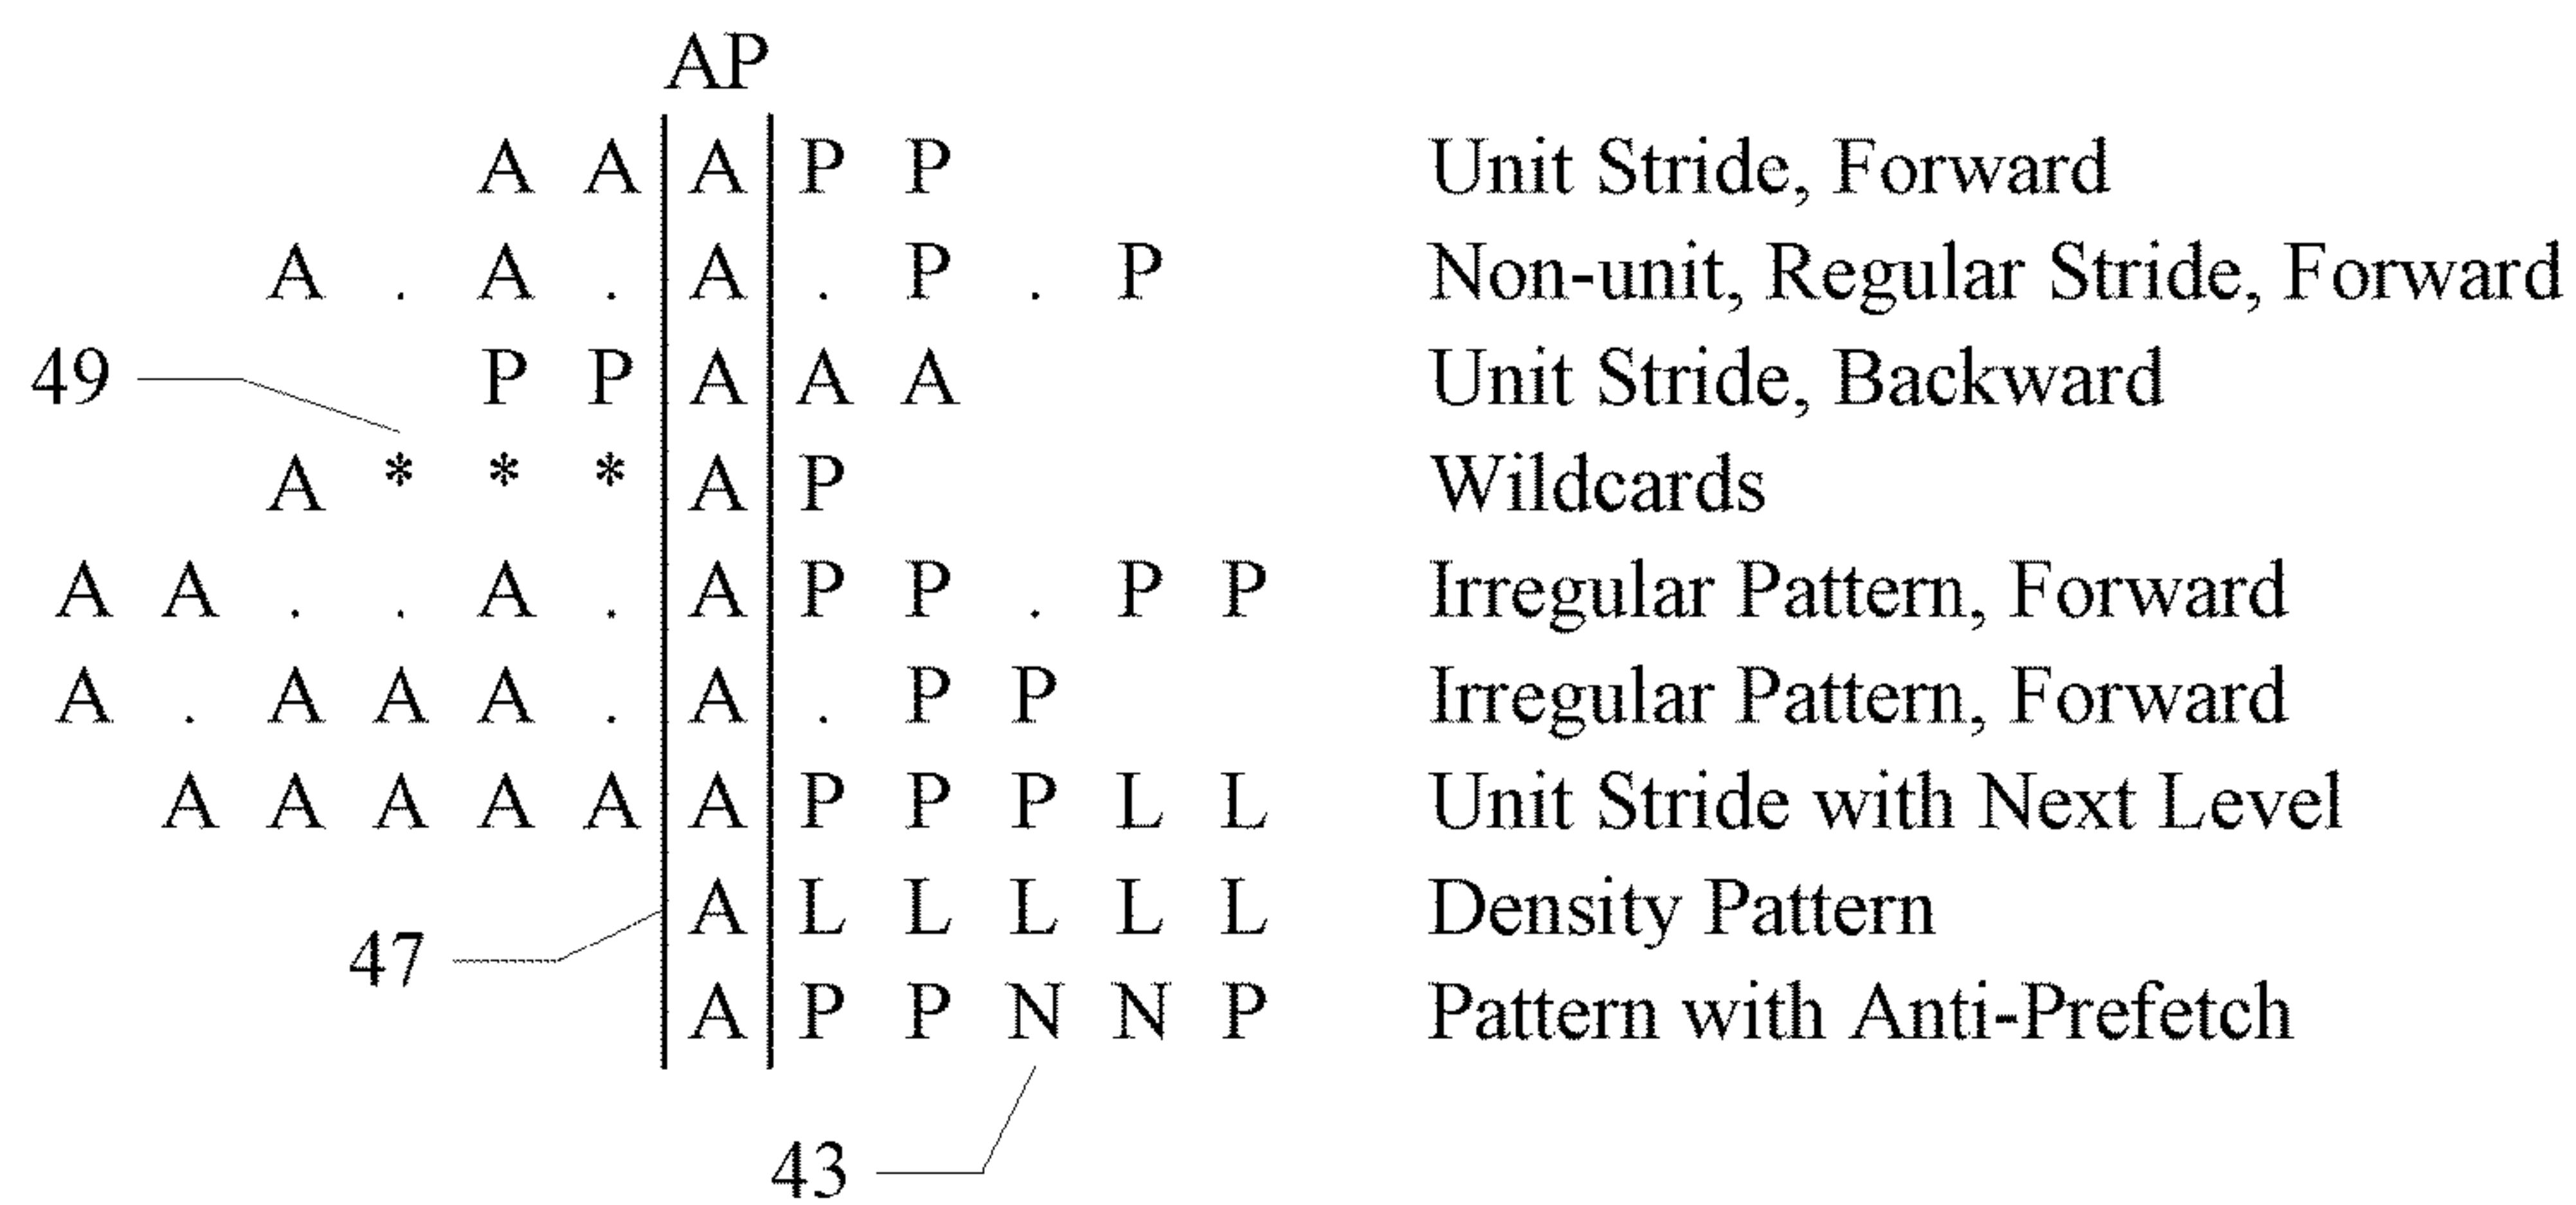 AP
A A A P P Unit Stride, Forward
A . A . A . P . P Non-unit, Regular Stride, Forward
49 P P A A A Unit Stride, Backward
A * * * A P Wildcards
A A . . A . A P P . P P Irregular Pattern, Forward
A . A A A . A . P P Irregular Pattern, Forward
A A A A A A P P P L L Unit Stride with Next Level
A L L L L L Density Pattern
47
A P P N N P Pattern with Anti-Prefetch
43